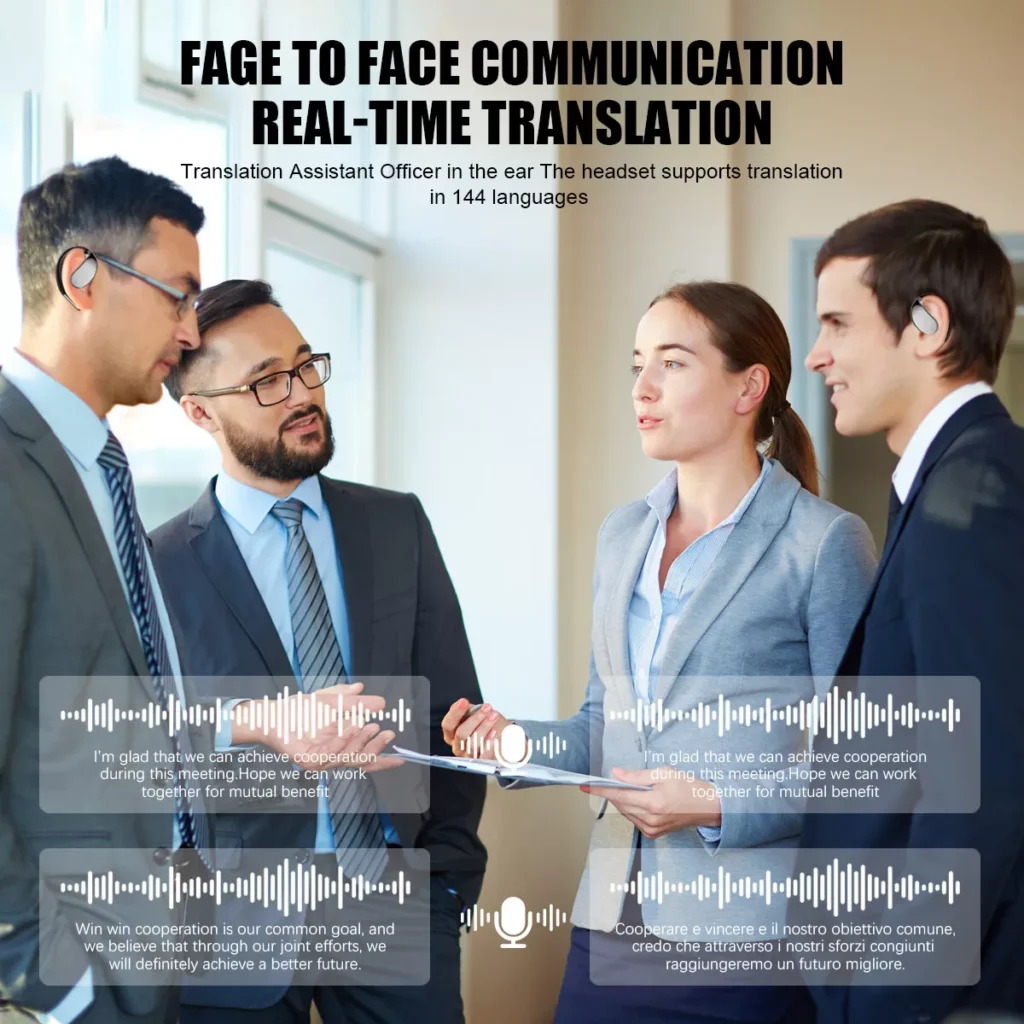 FAGE TO FACE COMMUNICATION
REAL-TIME TRANSLATION
Translation Assistant Officer in the ear The headset supports translation
in 144 languages
I'm glad that we can achieve cooperation
during this meeting.Hope we can work
together for mutual benefit
I'm glad that we can achieve cooperation
during this meeting.Hope we can work
together for mutual benefit
Win win cooperation is our common goal, and
we believe that through our joint efforts, we
will definitely achieve a better future.
Cooperare e vincere e il nostro obiettivo comune,
credo che attraverso i nostri sforzi congiunti
raggiungeremo un futuro migliore.